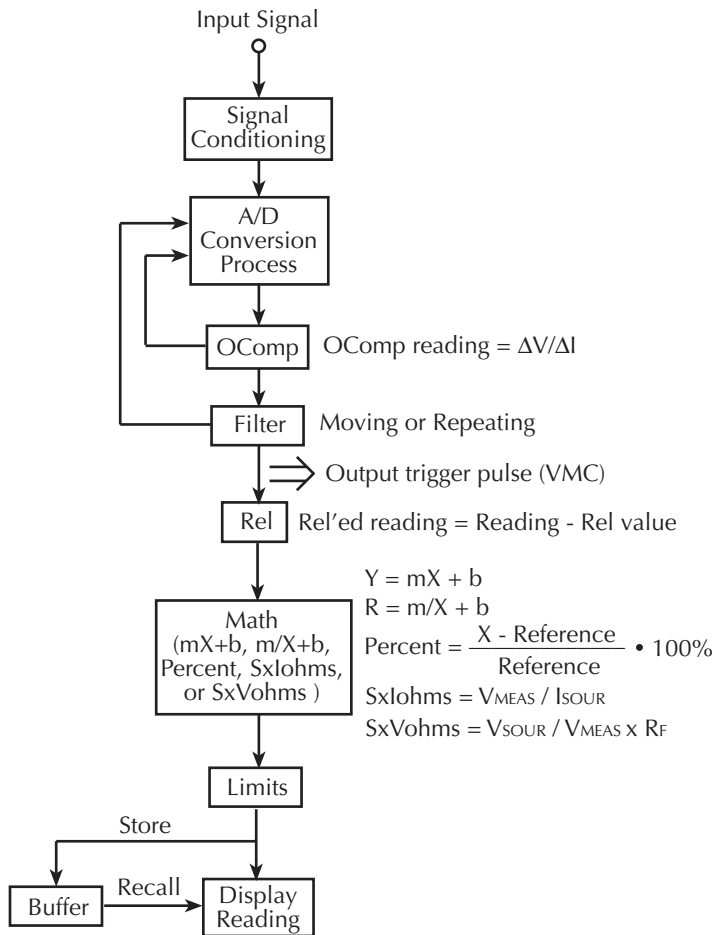 Input Signal
Signal
Conditioning
A/D
Conversion
Process
OComp
OComp reading = ΔV/ΔI
Filter
Moving or Repeating
Output trigger pulse (VMC)
Rel
Rel'ed reading = Reading - Rel value
Math
(mX+b, m/X+b,
Percent, SxIohms,
or SxVohms )
Y = mX + b
R = m/X + b
Percent = X - Reference / Reference • 100%
SxIohms = VMEAS / ISOUR
SxVohms = VSOUR / VMEAS x RF
Limits
Store
Buffer
Recall
Display
Reading